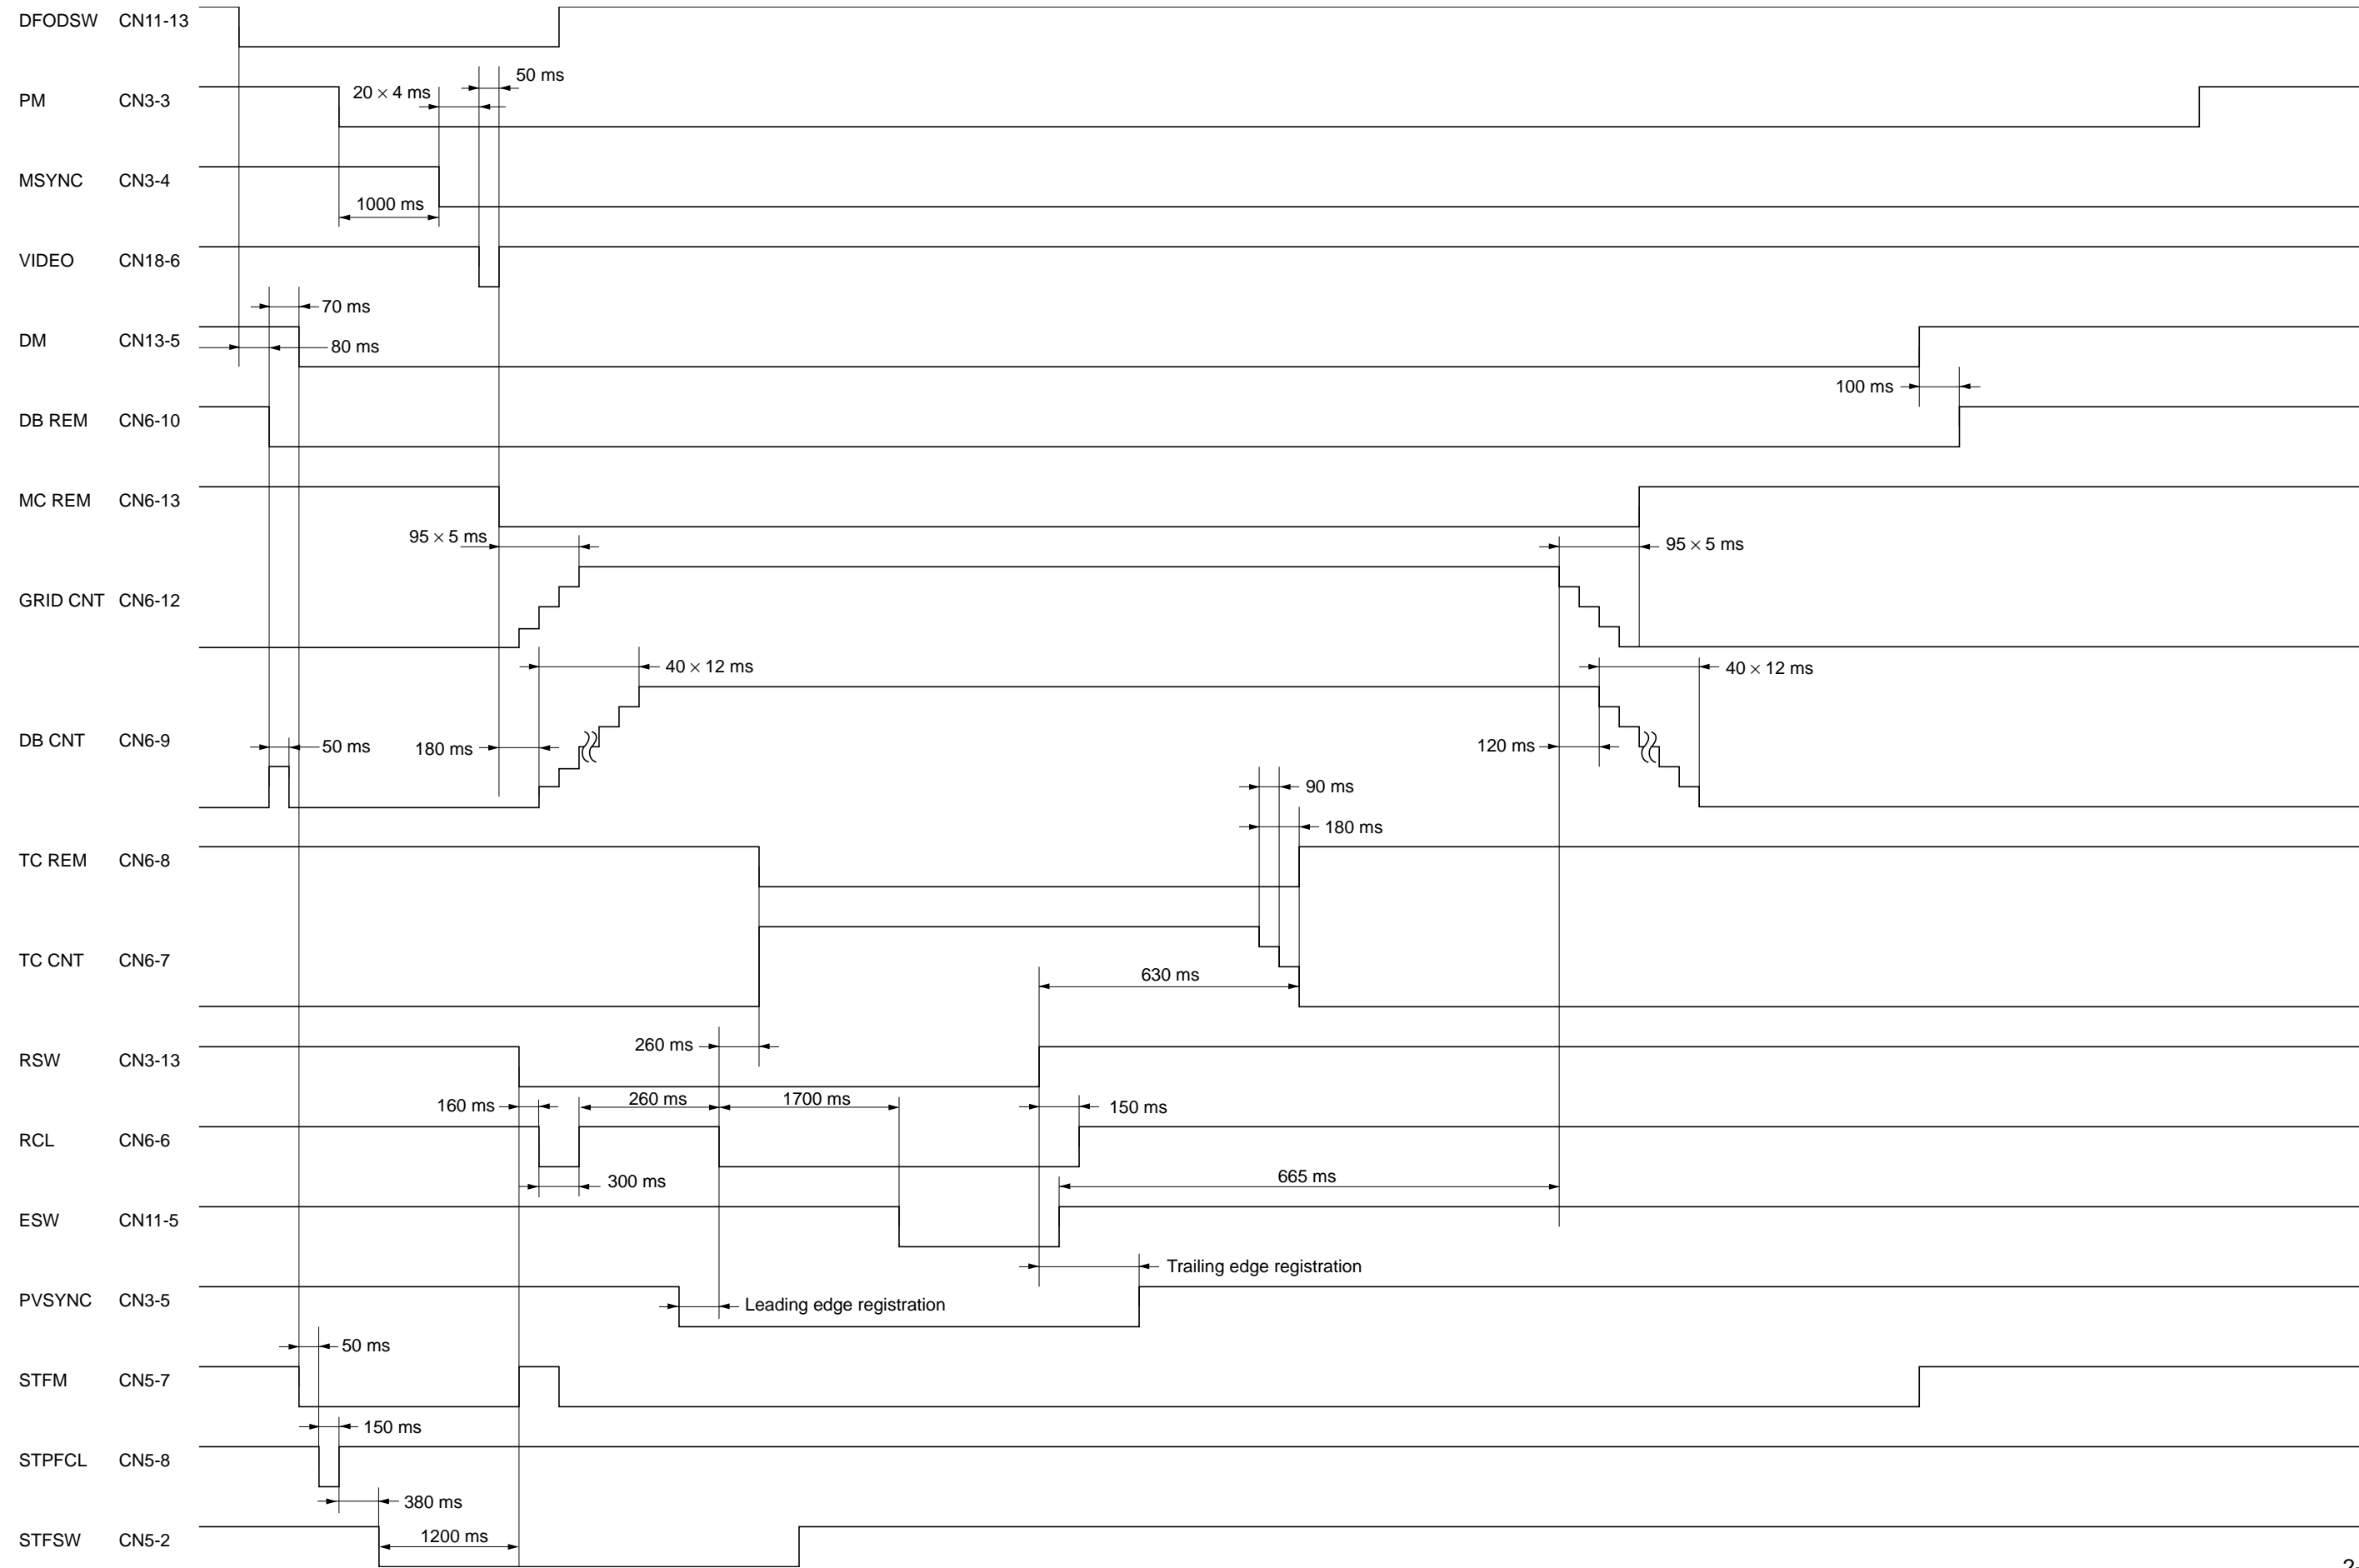 DFODSW CN11-13
50 ms
20 × 4 ms
PM CN3-3
MSYNC CN3-4
1000 ms
VIDEO CN18-6
70 ms
DM CN13-5
80 ms
100 ms
DB REM CN6-10
MC REM CN6-13
95 × 5 ms
95 × 5 ms
GRID CNT CN6-12
40 × 12 ms
40 × 12 ms
DB CNT CN6-9
50 ms
180 ms
120 ms
90 ms
180 ms
TC REM CN6-8
TC CNT CN6-7
630 ms
260 ms
RSW CN3-13
160 ms
260 ms
1700 ms
150 ms
RCL CN6-6
300 ms
665 ms
ESW CN11-5
Trailing edge registration
PVSYNC CN3-5
Leading edge registration
50 ms
STFM CN5-7
150 ms
STPFCL CN5-8
380 ms
1200 ms
STFSW CN5-2